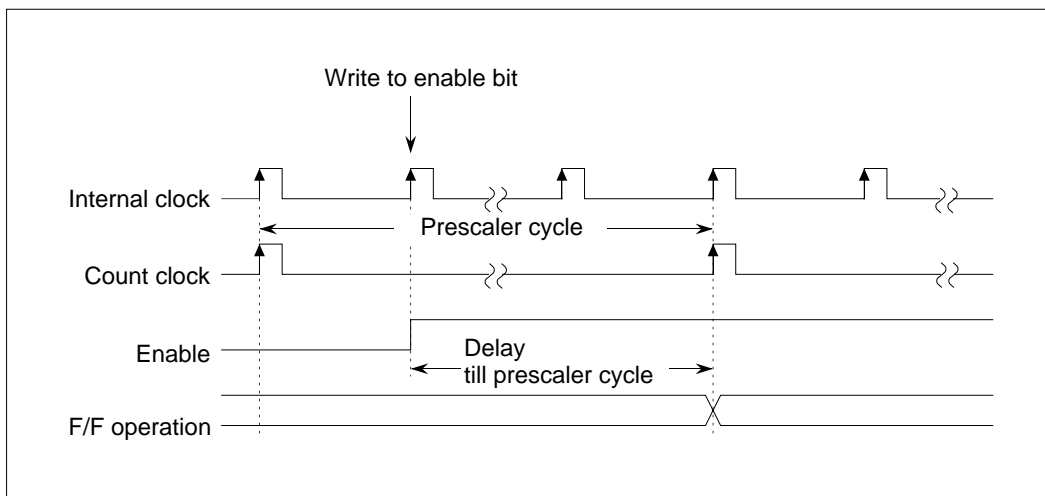 Write to enable bit
Internal clock
Prescaler cycle
Count clock
Enable
Delay
till prescaler cycle
F/F operation